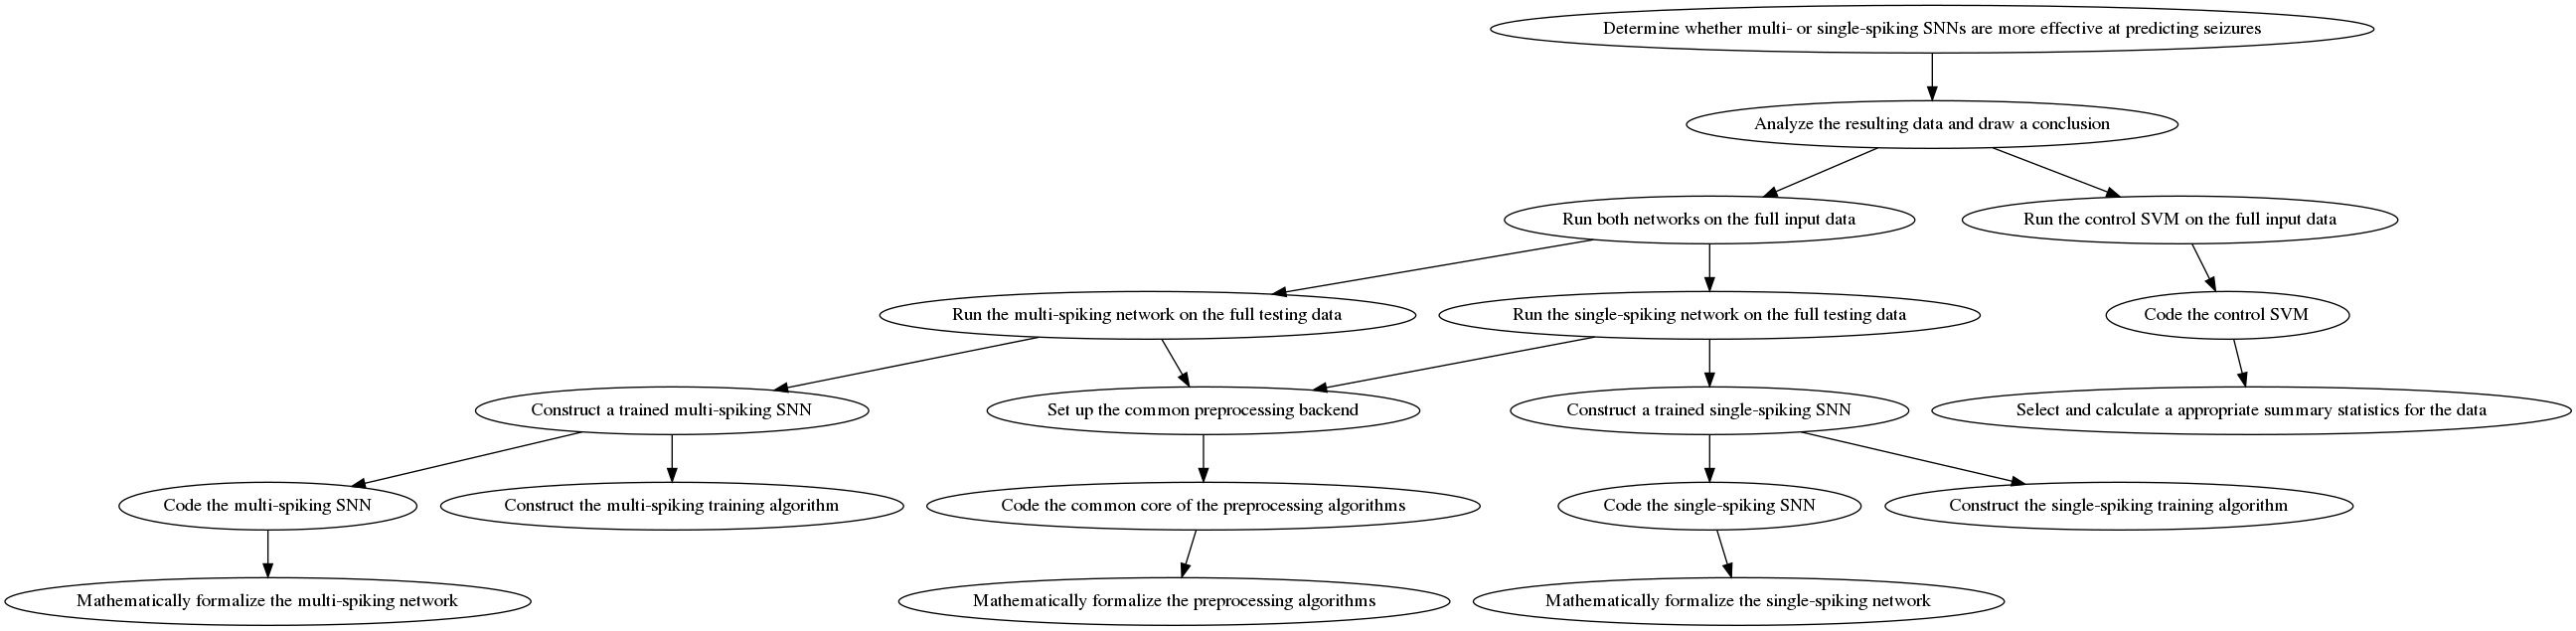 Determine whether multi- or single-spiking SNNs are more effective at predicting seizures
Analyze the resulting data and draw a conclusion
Run both networks on the full input data
Run the control SVM on the full input data
Run the multi-spiking network on the full testing data
Run the single-spiking network on the full testing data
Code the control SVM
Construct a trained multi-spiking SNN
Set up the common preprocessing backend
Construct a trained single-spiking SNN
Select and calculate a appropriate summary statistics for the data
Code the multi-spiking SNN
Construct the multi-spiking training algorithm
Code the common core of the preprocessing algorithms
Code the single-spiking SNN
Construct the single-spiking training algorithm
Mathematically formalize the multi-spiking network
Mathematically formalize the preprocessing algorithms
Mathematically formalize the single-spiking network